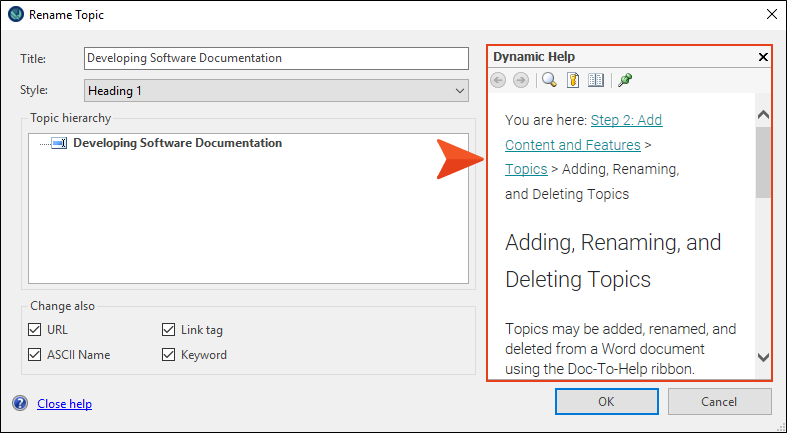 Rename Topic
Title:
Developing Software Documentation
Style:
Heading 1
Topic hierarchy
Developing Software Documentation
Change also
URL
Link tag
ASCII Name
Keyword
Close help
Dynamic Help
You are here: Step 2: Add
Content and Features >
Topics > Adding, Renaming,
and Deleting Topics
Adding, Renaming, and
Deleting Topics
Topics may be added, renamed, and
deleted from a Word document
using the Doc-To-Help ribbon.
OK
Cancel